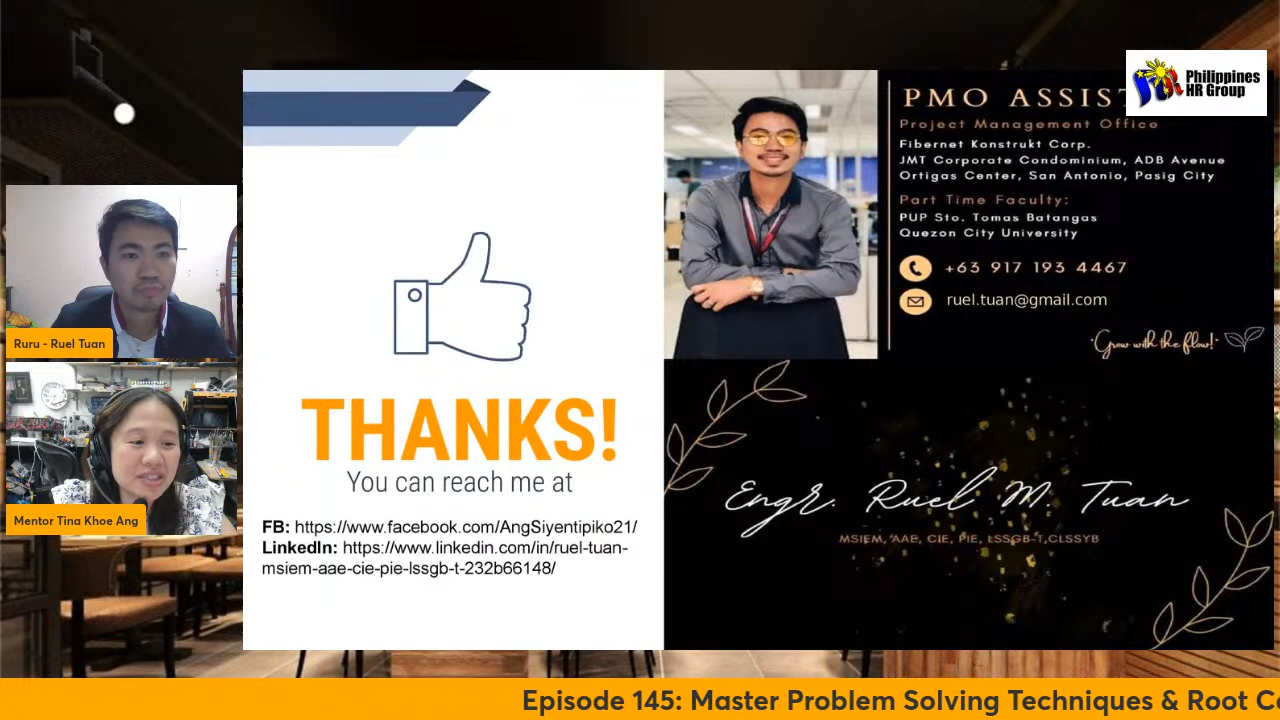 Philippines
HR Group
PMO ASSIST
Project Management Office
Fibernet Konstrukt Corp.
JMT Corporate Condominium, ADB Avenue
Ortigas Center, San Antonio, Pasig City
Part Time Faculty:
PUP Sto. Tomas Batangas
Quezon City University
+63 917 193 4467
ruel.tuan@gmail.com
"Grow with the flow!"
Ruru - Ruel Tuan
Mentor Tina Khoe Ang
THANKS!
You can reach me at
FB: https://www.facebook.com/AngSiyentipiko21/
LinkedIn: https://www.linkedin.com/in/ruel-tuan-
msiem-aae-cie-pie-lssgb-t-232b66148/
Engr. Ruel M. Tuan
MSIEM, AAE, CIE, PIE, LSSGB-T,CLSSYB
Episode 145: Master Problem Solving Techniques & Root